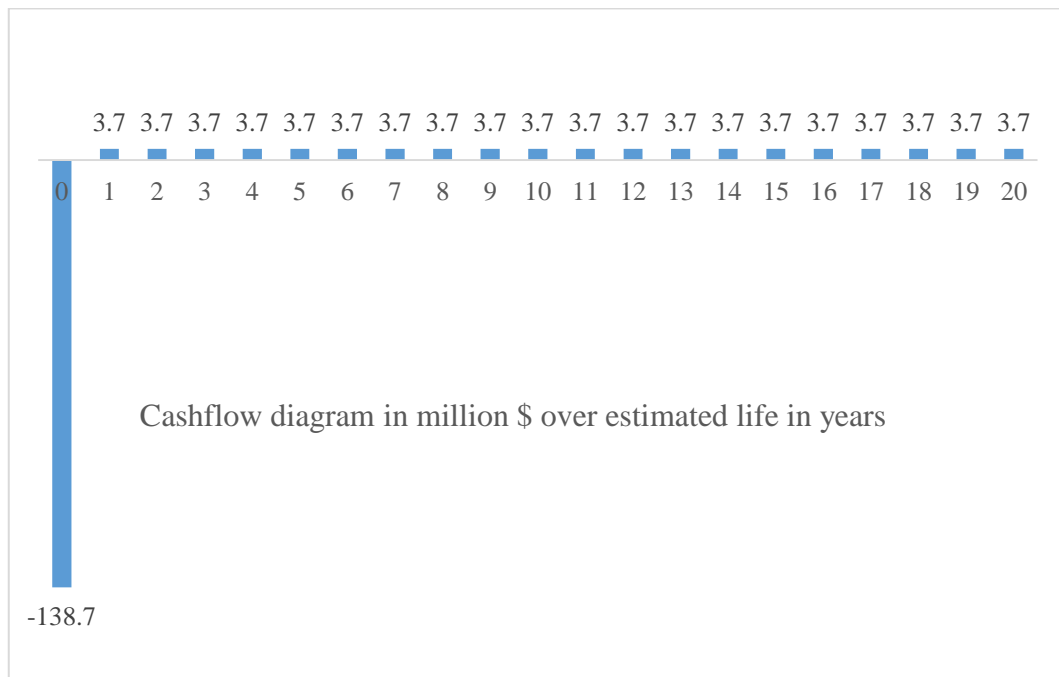 3.7 3.7 3.7 3.7 3.7 3.7 3.7 3.7 3.7 3.7 3.7 3.7 3.7 3.7 3.7 3.7 3.7 3.7 3.7 3.7
0 1 2 3 4 5 6 7 8 9 10 11 12 13 14 15 16 17 18 19 20
Cashflow diagram in million $ over estimated life in years
-138.7